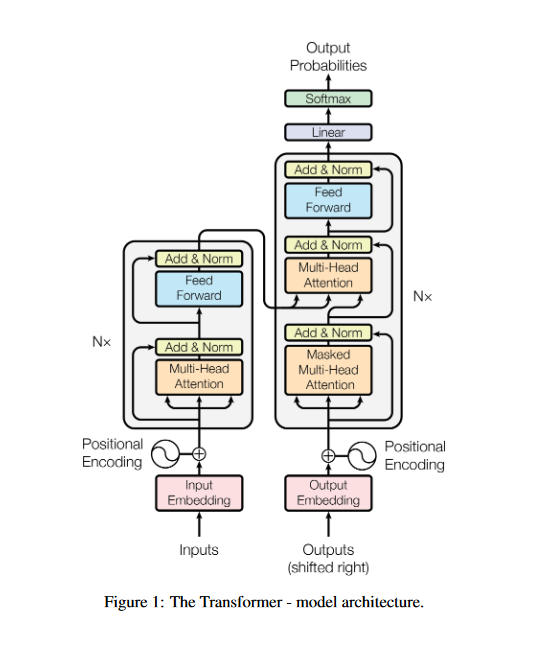 Output
Probabilities
Softmax
Linear
Add & Norm
Feed
Forward
Add & Norm
Multi-Head
Attention
Add & Norm
Masked
Multi-Head
Attention
Nx
Add & Norm
Feed
Forward
Add & Norm
Multi-Head
Attention
N×
Positional
Encoding
Positional
Encoding
Input
Embedding
Output
Embedding
Inputs
Outputs
(shifted right)
Figure 1: The Transformer - model architecture.